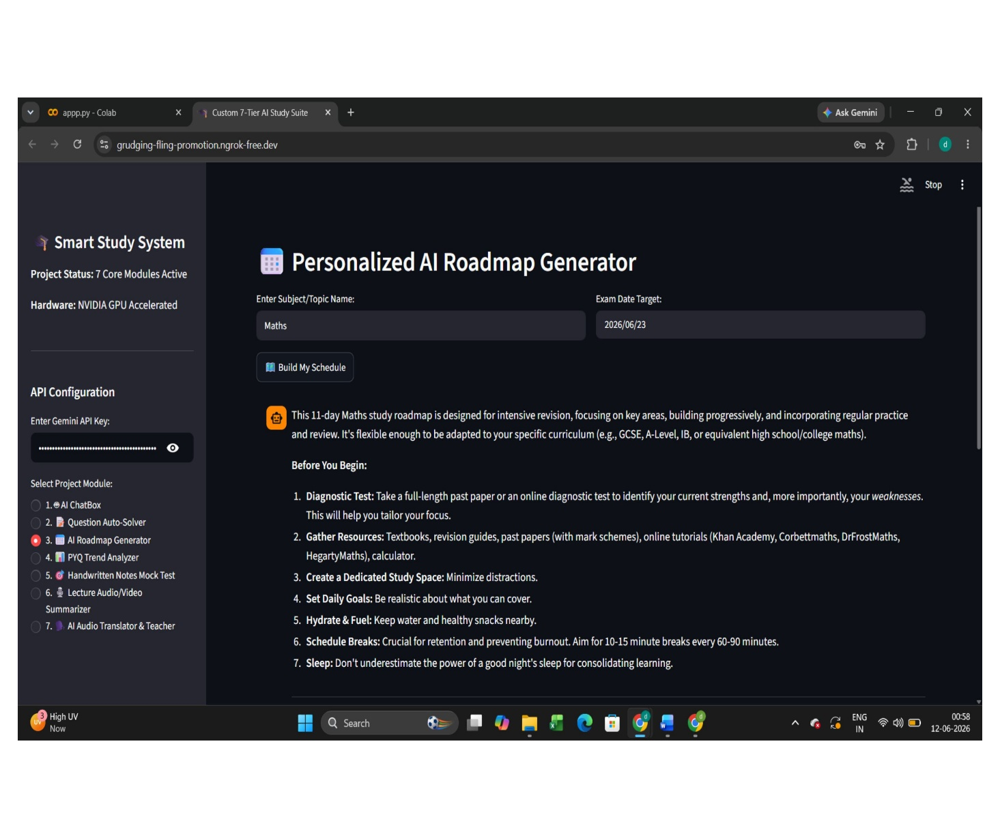 appp.py - Colab
Custom 7-Tier AI Study Suite
Ask Gemini
grudging-fling-promotion.ngrok-free.dev
d
Stop
Smart Study System
Project Status: 7 Core Modules Active
Hardware: NVIDIA GPU Accelerated
API Configuration
Enter Gemini API Key:
Select Project Module:
1. AI ChatBox
2. Question Auto-Solver
3. AI Roadmap Generator
4. PYQ Trend Analyzer
5. Handwritten Notes Mock Test
6. Lecture Audio/Video
Summarizer
7. AI Audio Translator & Teacher
Personalized AI Roadmap Generator
Enter Subject/Topic Name:
Exam Date Target:
Maths
2026/06/23
Build My Schedule
This 11-day Maths study roadmap is designed for intensive revision, focusing on key areas, building progressively, and incorporating regular practice
and review. It's flexible enough to be adapted to your specific curriculum (e.g., GCSE, A-Level, IB, or equivalent high school/college maths).
Before You Begin:
1. Diagnostic Test: Take a full-length past paper or an online diagnostic test to identify your current strengths and, more importantly, your weaknesses.
This will help you tailor your focus.
2. Gather Resources: Textbooks, revision guides, past papers (with mark schemes), online tutorials (Khan Academy, Corbettmaths, DrFrostMaths,
HegartyMaths), calculator.
3. Create a Dedicated Study Space: Minimize distractions.
4. Set Daily Goals: Be realistic about what you can cover.
5. Hydrate & Fuel: Keep water and healthy snacks nearby.
6. Schedule Breaks: Crucial for retention and preventing burnout. Aim for 10-15 minute breaks every 60-90 minutes.
7. Sleep: Don't underestimate the power of a good night's sleep for consolidating learning.
3
UV
High UV
Now
Search
ENG
IN
00:58
12-06-2026